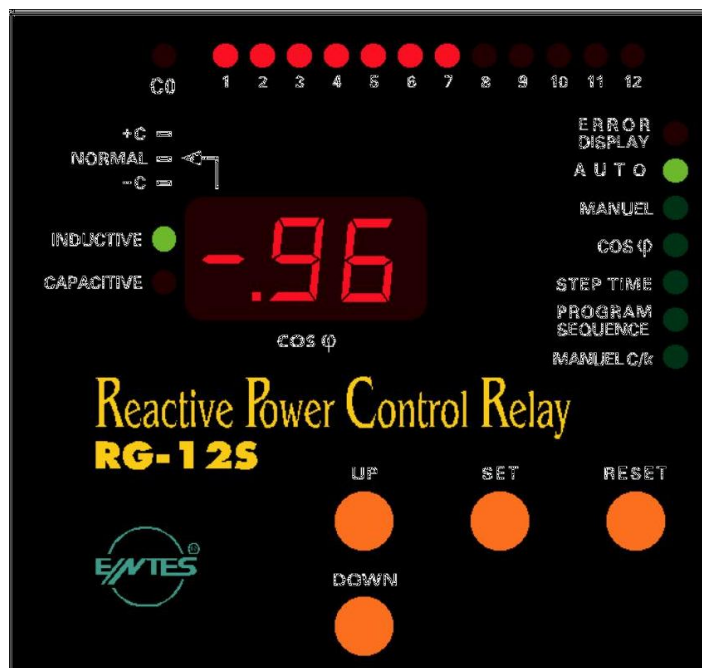 C0 1 2 3 4 5 6 7 8 9 10 11 12
+C
NORMAL
-C
INDUCTIVE
CAPACITIVE
-.96
COS φ
ERROR
DISPLAY
AUTO
MANUEL
COS φ
STEP TIME
PROGRAM
SEQUENCE
MANUEL C/k
Reactive Power Control Relay
RG-12S
UP SET RESET
DOWN
ENTES®